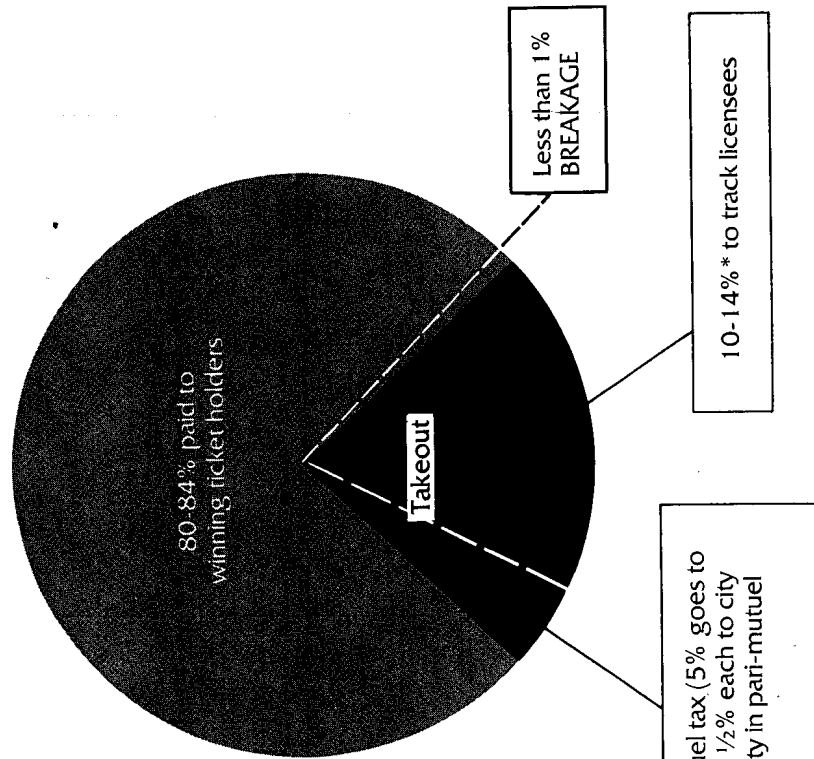 80-84% paid to
winning ticket holders
Takeout
Less than 1%
BREAKAGE
10-14%* to track licensees
uel tax (5% goes to
½% each to city
ty in pari-mutuel